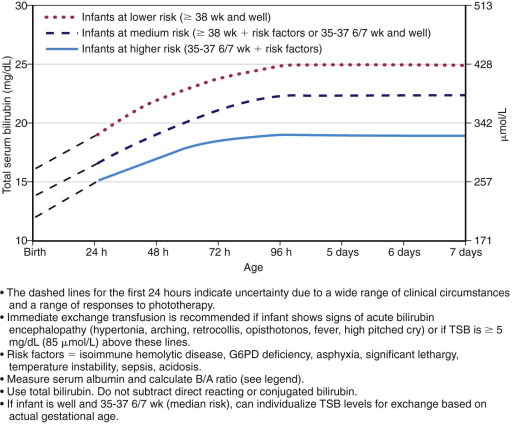 30
25
20
15
10
Total serum bilirubin (mg/dL)
513
428
342
257
171
μmol/L
Infants at lower risk (≥ 38 wk and well)
Infants at medium risk (≥ 38 wk + risk factors or 35-37 6/7 wk and well)
Infants at higher risk (35-37 6/7 wk + risk factors)
Birth 24 h 48 h 72 h 96 h 5 days 6 days 7 days
Age
• The dashed lines for the first 24 hours indicate uncertainty due to a wide range of clinical circumstances
and a range of responses to phototherapy.
• Immediate exchange transfusion is recommended if infant shows signs of acute bilirubin
encephalopathy (hypertonia, arching, retrocollis, opisthotonos, fever, high pitched cry) or if TSB is ≥ 5
mg/dL (85 μmol/L) above these lines.
• Risk factors = isoimmune hemolytic disease, G6PD deficiency, asphyxia, significant lethargy,
temperature instability, sepsis, acidosis.
• Measure serum albumin and calculate B/A ratio (see legend).
• Use total bilirubin. Do not subtract direct reacting or conjugated bilirubin.
• If infant is well and 35-37 6/7 wk (median risk), can individualize TSB levels for exchange based on
actual gestational age.